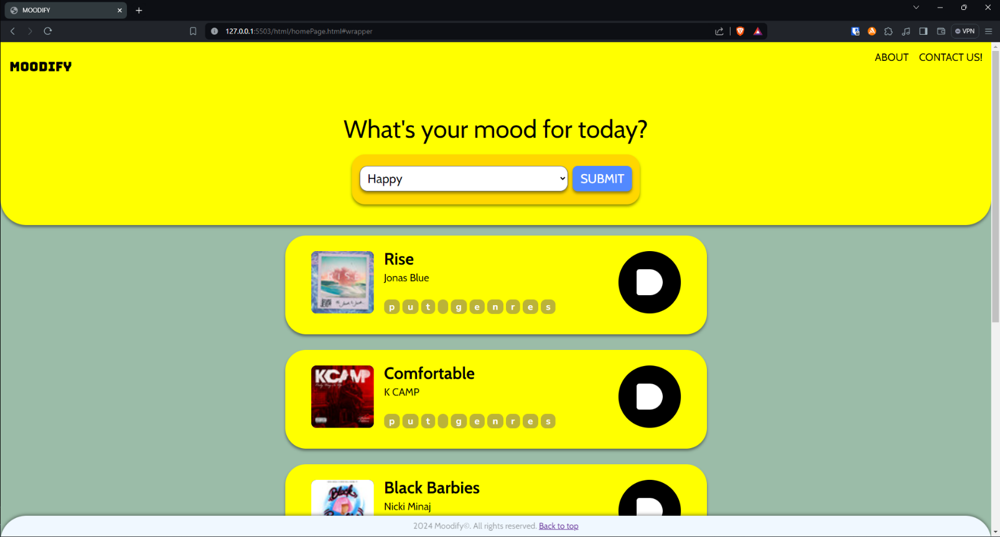 MOODIFY
127.0.0.1:5503/html/homePage.html#wrapper
VPN
MOODIFY
ABOUT CONTACT US!
What's your mood for today?
Happy
SUBMIT
RISE
Rise
Jonas Blue
p u t g e n r e s
KCAMP
Comfortable
K CAMP
p u t g e n r e s
Black
Black Barbies
Nicki Minaj
2024 Moodify©. All rights reserved. Back to top